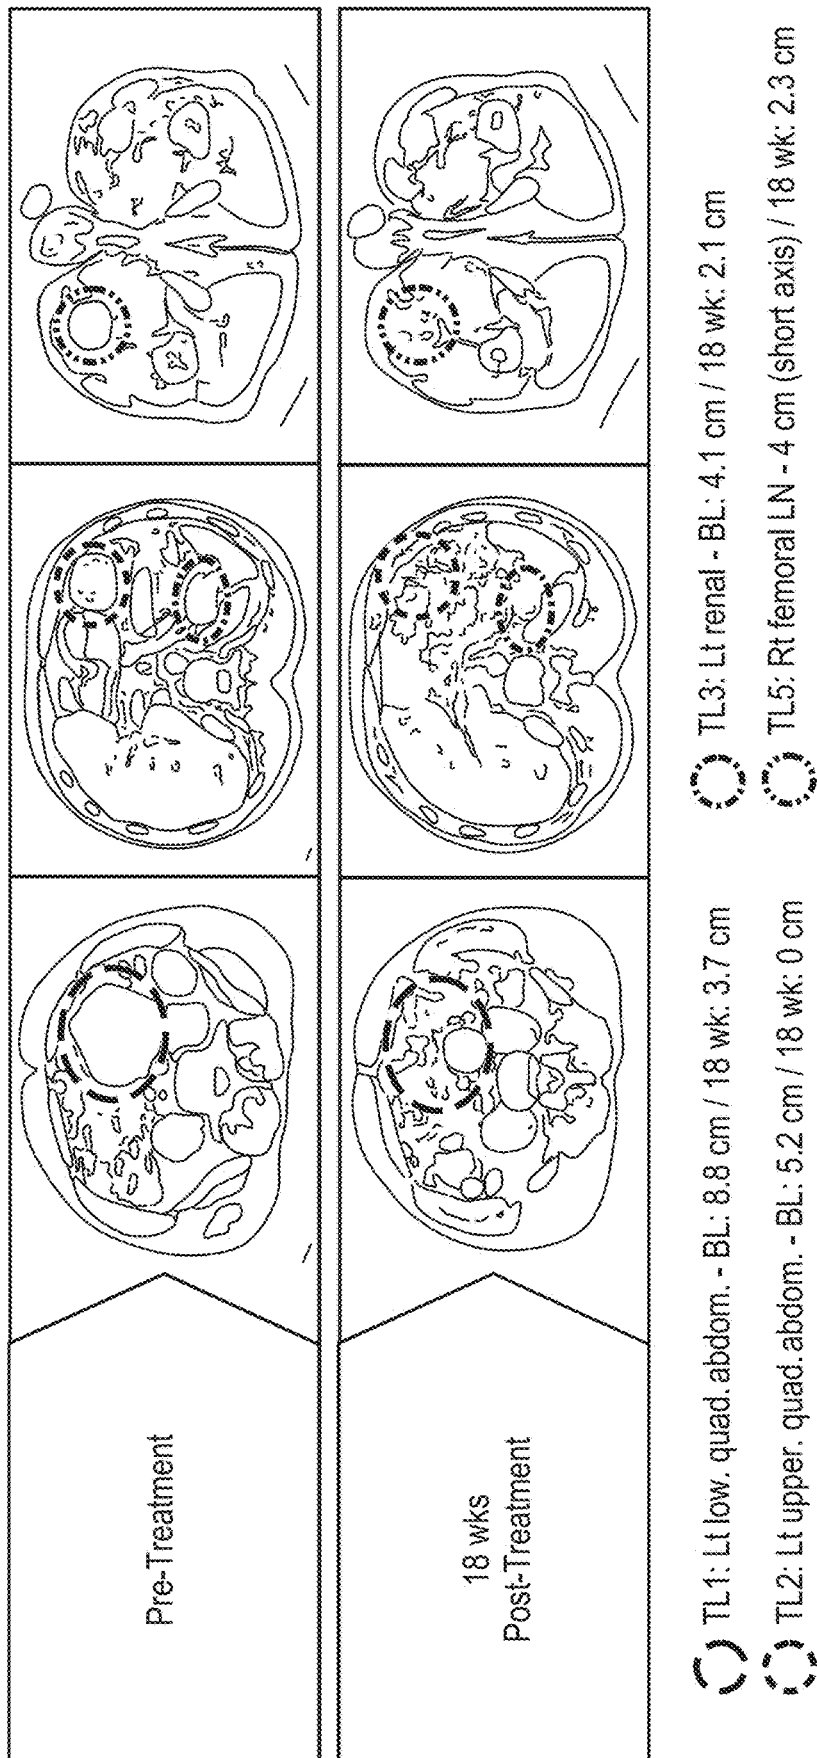 Pre-Treatment
18 wks
Post-Treatment
TL1: Lt low. quad. abdom. - BL: 8.8 cm / 18 wk: 3.7 cm
TL2: Lt upper. quad. abdom. - BL: 5.2 cm / 18 wk: 0 cm
TL3: Lt renal - BL: 4.1 cm / 18 wk: 2.1 cm
TL5: Rt femoral LN - 4 cm (short axis) / 18 wk: 2.3 cm